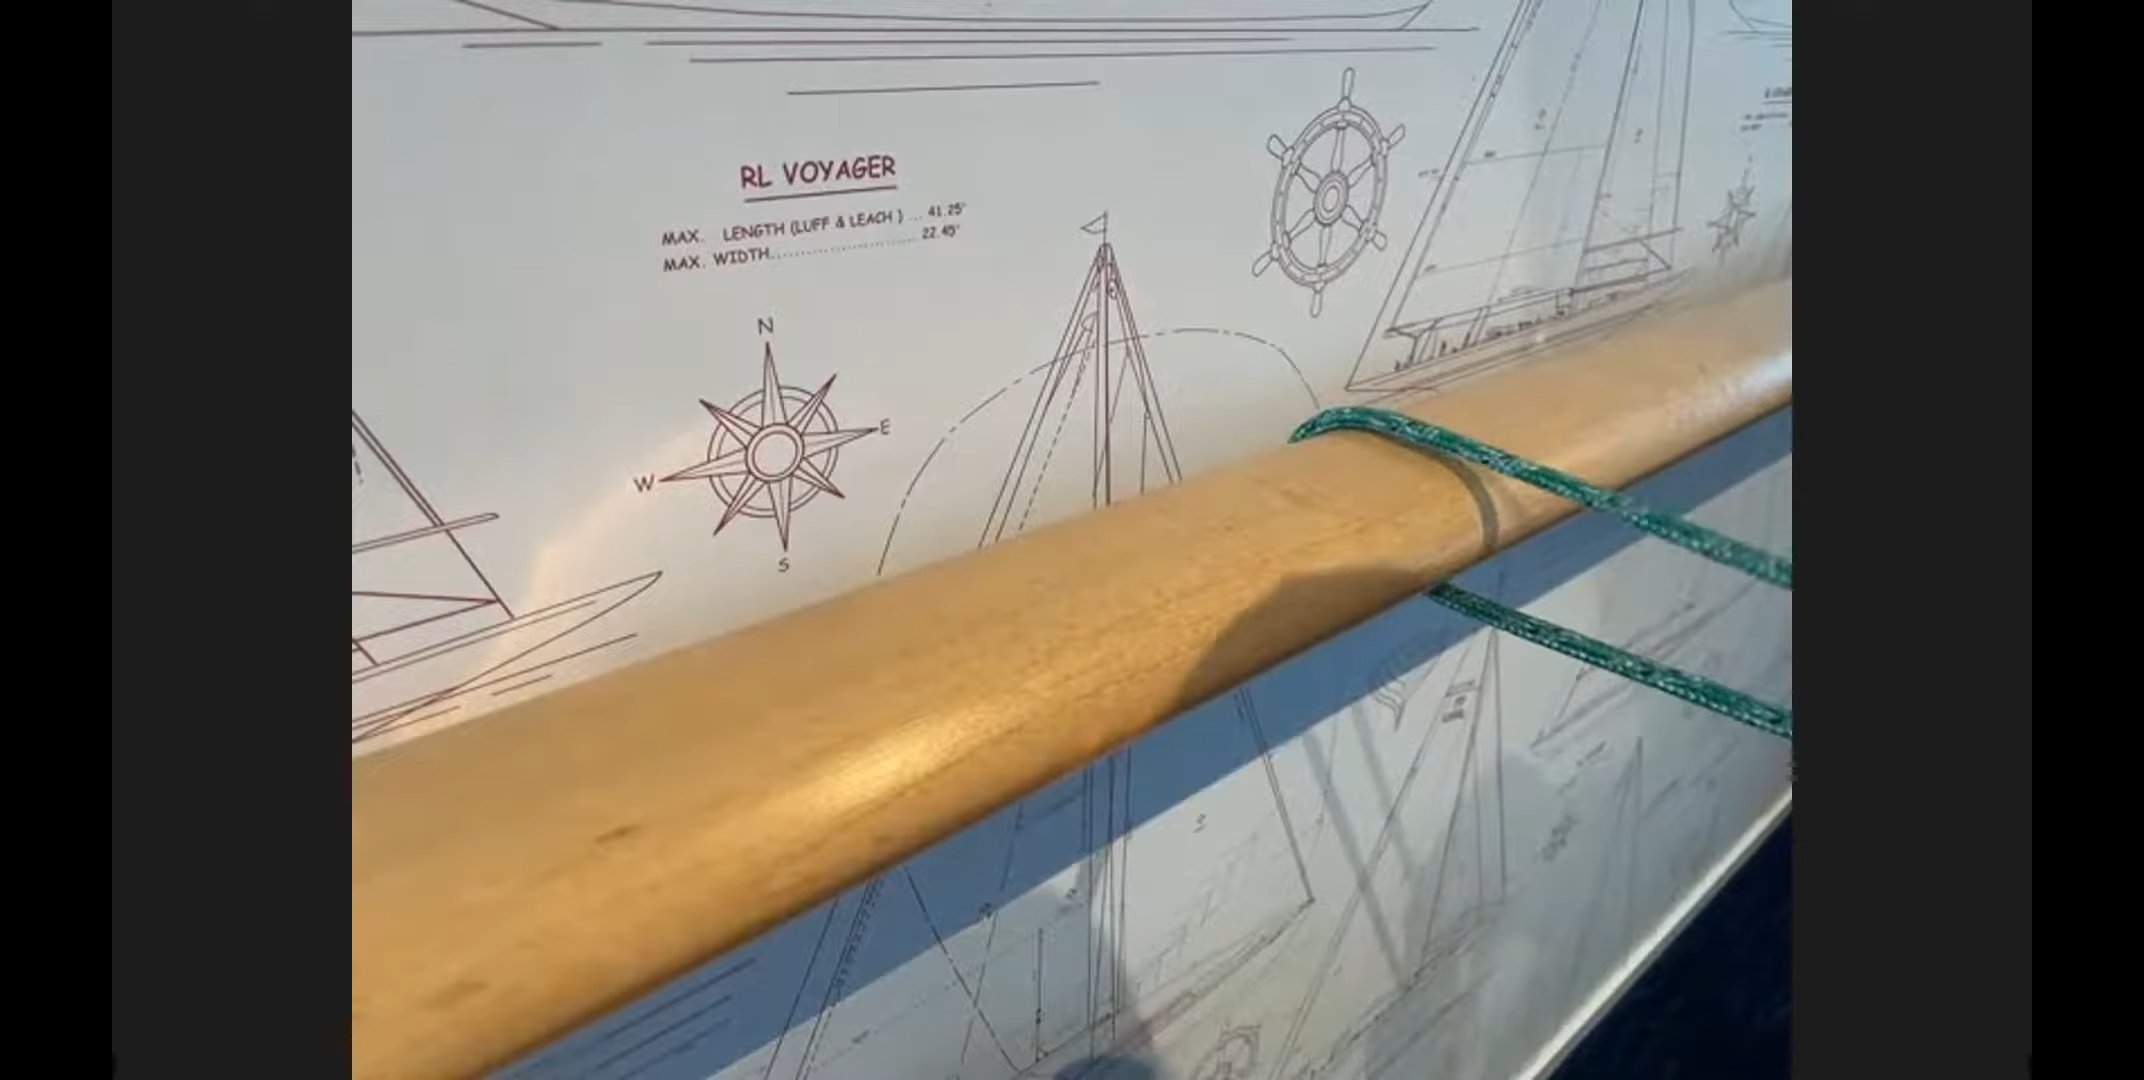 RL VOYAGER
MAX. LENGTH (LUFF & LEACH ) ... 41.25'
MAX. WIDTH........................... 22.45'
N
E
W
S